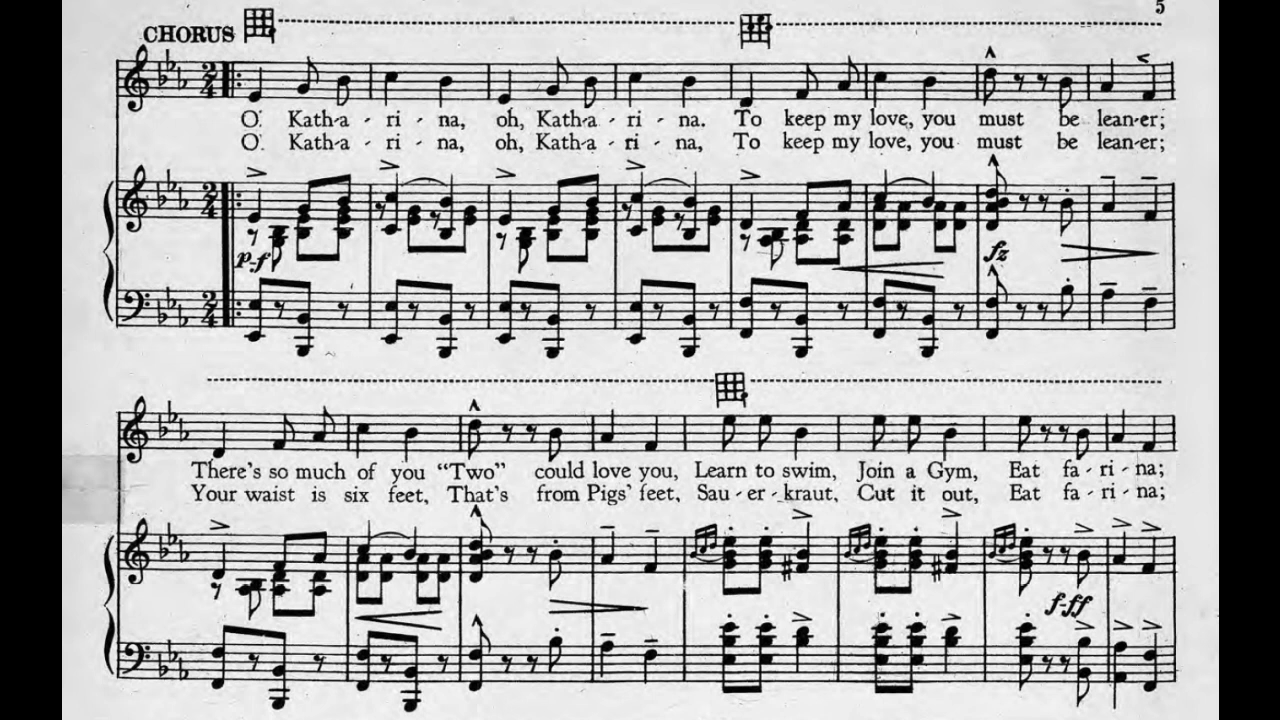 5
CHORUS
O! Kath-a - ri - na, oh, Kath-a - ri - na. To keep my love, you must be lean-er;
O! Kath-a - ri - na, oh, Kath-a - ri - na, To keep my love, you must be lean-er;
p-f fz
There's so much of you "Two" could love you, Learn to swim, Join a Gym, Eat fa - ri - na;
Your waist is six feet, That's from Pigs' feet, Sau - er - kraut, Cut it out, Eat fa - ri - na;
f-ff